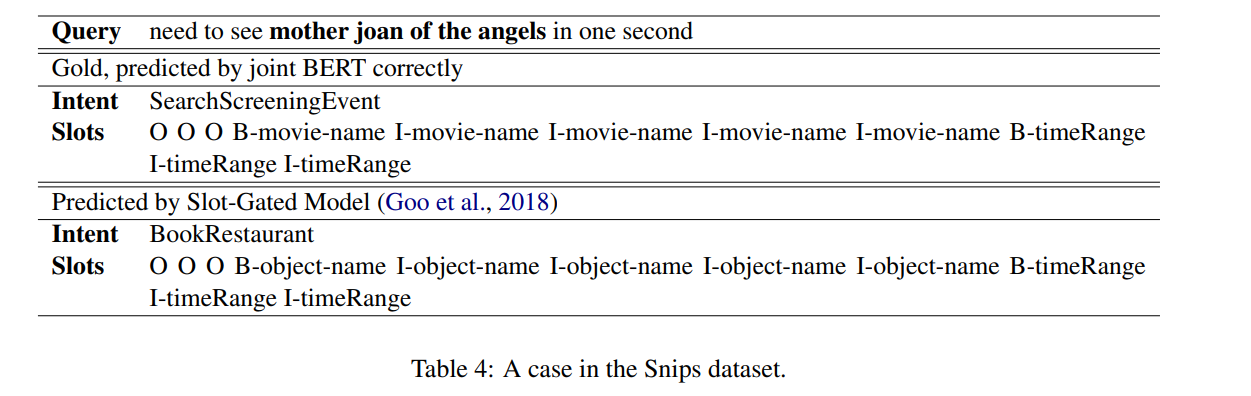 Query need to see mother joan of the angels in one second
Gold, predicted by joint BERT correctly
Intent SearchScreeningEvent
Slots O O O B-movie-name I-movie-name I-movie-name I-movie-name I-movie-name B-timeRange
I-timeRange I-timeRange
Predicted by Slot-Gated Model (Goo et al., 2018)
Intent BookRestaurant
Slots O O O B-object-name I-object-name I-object-name I-object-name I-object-name B-timeRange
I-timeRange I-timeRange
Table 4: A case in the Snips dataset.